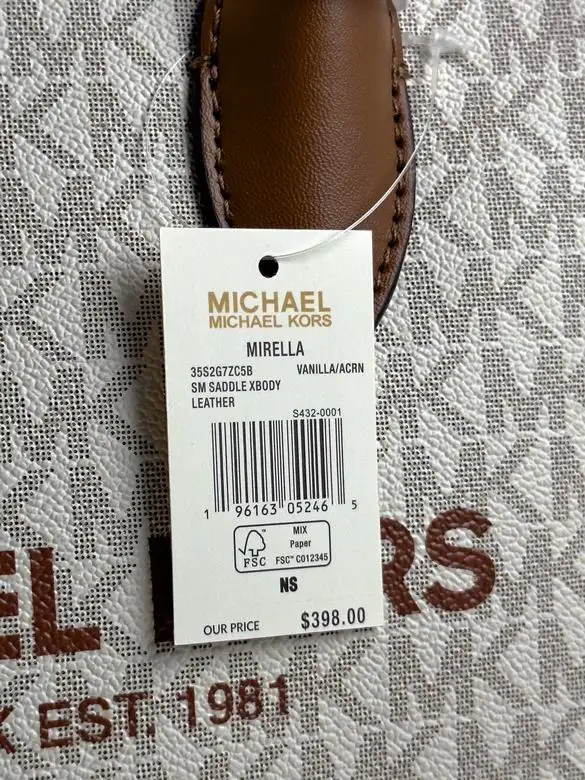 MICHAEL
MICHAEL KORS
MIRELLA
35S2G7ZC5B VANILLA/ACRN
SM SADDLE XBODY
LEATHER
S432-0001
1 96163 05246 5
FSC™
MIX
Paper
FSC™ C012345
NS
OUR PRICE $398.00
EL RS
K EST. 1981